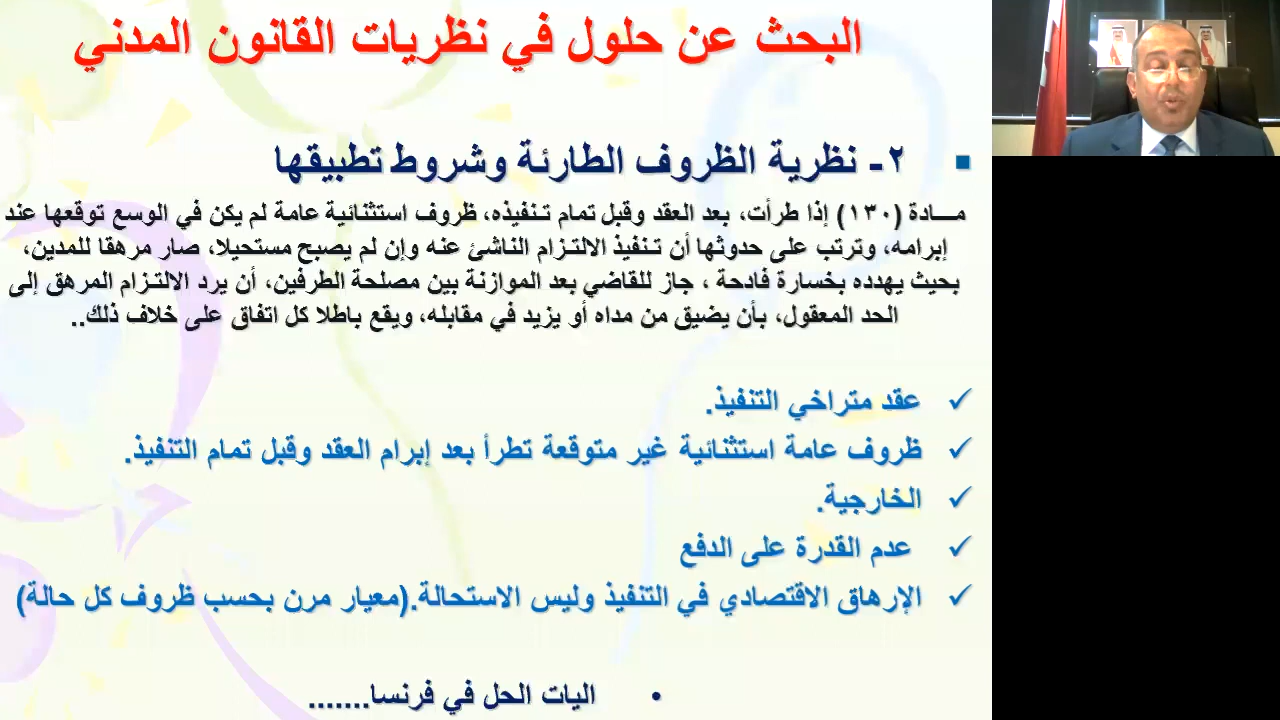 البحث عن حلول في نظريات القانون المدني
٢- نظرية الظروف الطارئة وشروط تطبيقها
مـــادة (١٣٠) إذا طرأت، بعد العقد وقبل تمام تـنفيذه، ظروف استثنائية عامة لم يكن في الوسع توقعها عند
إبرامه، وترتب على حدوثها أن تـنفيذ الالتـزام الناشئ عنه وإن لم يصبح مستحيلا، صار مرهقا للمدين،
بحيث يهدده بخسارة فادحة ، جاز للقاضي بعد الموازنة بين مصلحة الطرفين، أن يرد الالتـزام المرهق إلى
الحد المعقول، بأن يضيق من مداه أو يزيد في مقابله، ويقع باطلا كل اتفاق على خلاف ذلك..
عقد متراخي التنفيذ.
ظروف عامة استثنائية غير متوقعة تطرأ بعد إبرام العقد وقبل تمام التنفيذ.
الخارجية.
عدم القدرة على الدفع
الإرهاق الاقتصادي في التنفيذ وليس الاستحالة.(معيار مرن بحسب ظروف كل حالة)
اليات الحل في فرنسا.......